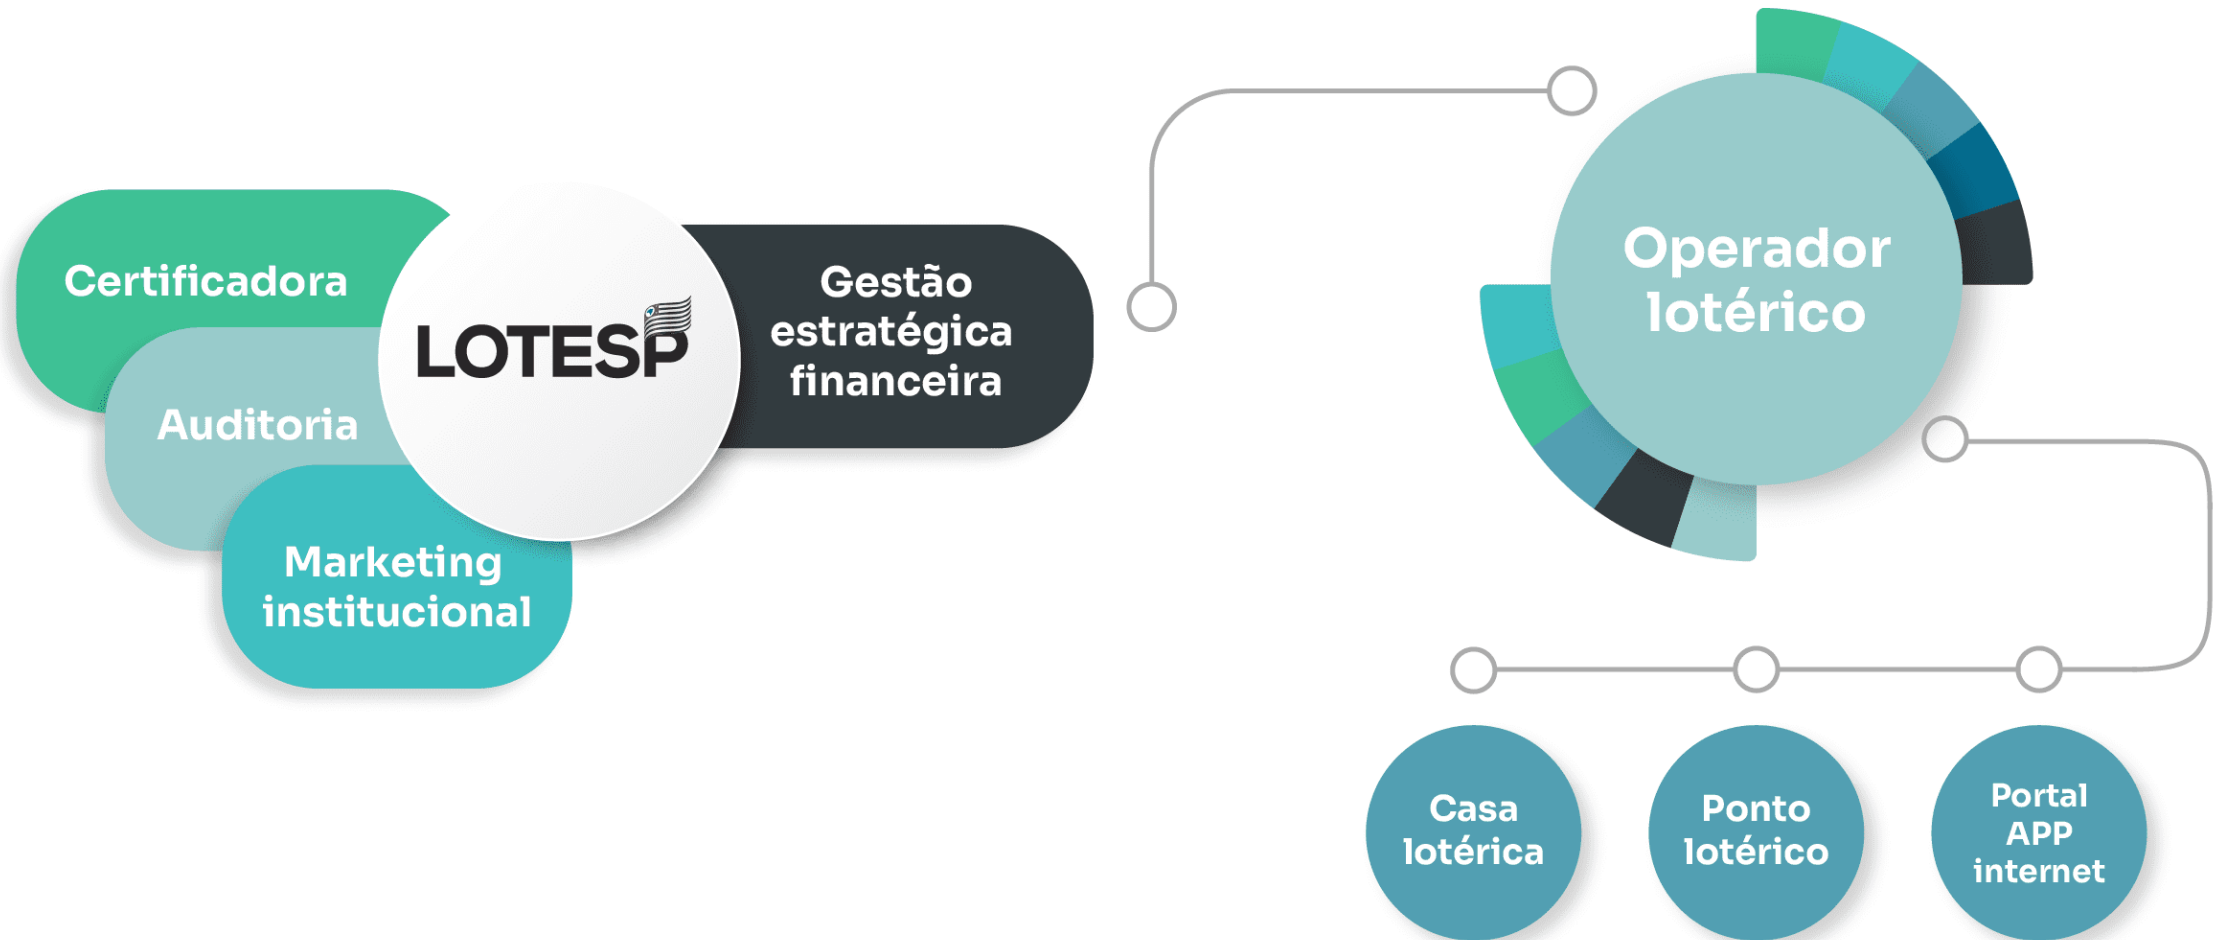 Certificadora
Auditoria
Marketing
institucional
LOTESP
Gestão
estratégica
financeira
Operador
lotérico
Casa
lotérica
Ponto
lotérico
Portal
APP
internet